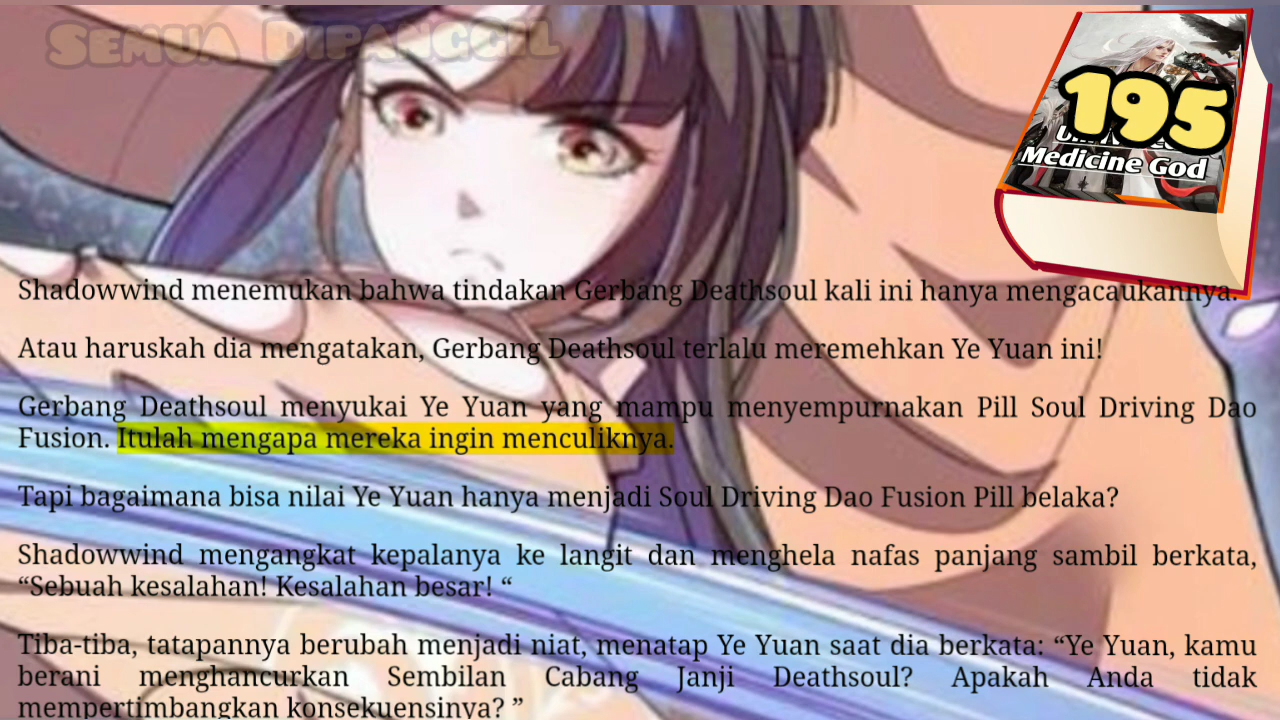 Semua Dipanggil
195
Medicine God
Shadowwind menemukan bahwa tindakan Gerbang Deathsoul kali ini hanya mengacaukannya.
Atau haruskah dia mengatakan, Gerbang Deathsoul terlalu meremehkan Ye Yuan ini!
Gerbang Deathsoul menyukai Ye Yuan yang mampu menyempurnakan Pill Soul Driving Dao
Fusion. Itulah mengapa mereka ingin menculiknya.
Tapi bagaimana bisa nilai Ye Yuan hanya menjadi Soul Driving Dao Fusion Pill belaka?
Shadowwind mengangkat kepalanya ke langit dan menghela nafas panjang sambil berkata,
“Sebuah kesalahan! Kesalahan besar! “
Tiba-tiba, tatapannya berubah menjadi niat, menatap Ye Yuan saat dia berkata: “Ye Yuan, kamu
berani menghancurkan Sembilan Cabang Janji Deathsoul? Apakah Anda tidak
mempertimbangkan konsekuensinya? ”